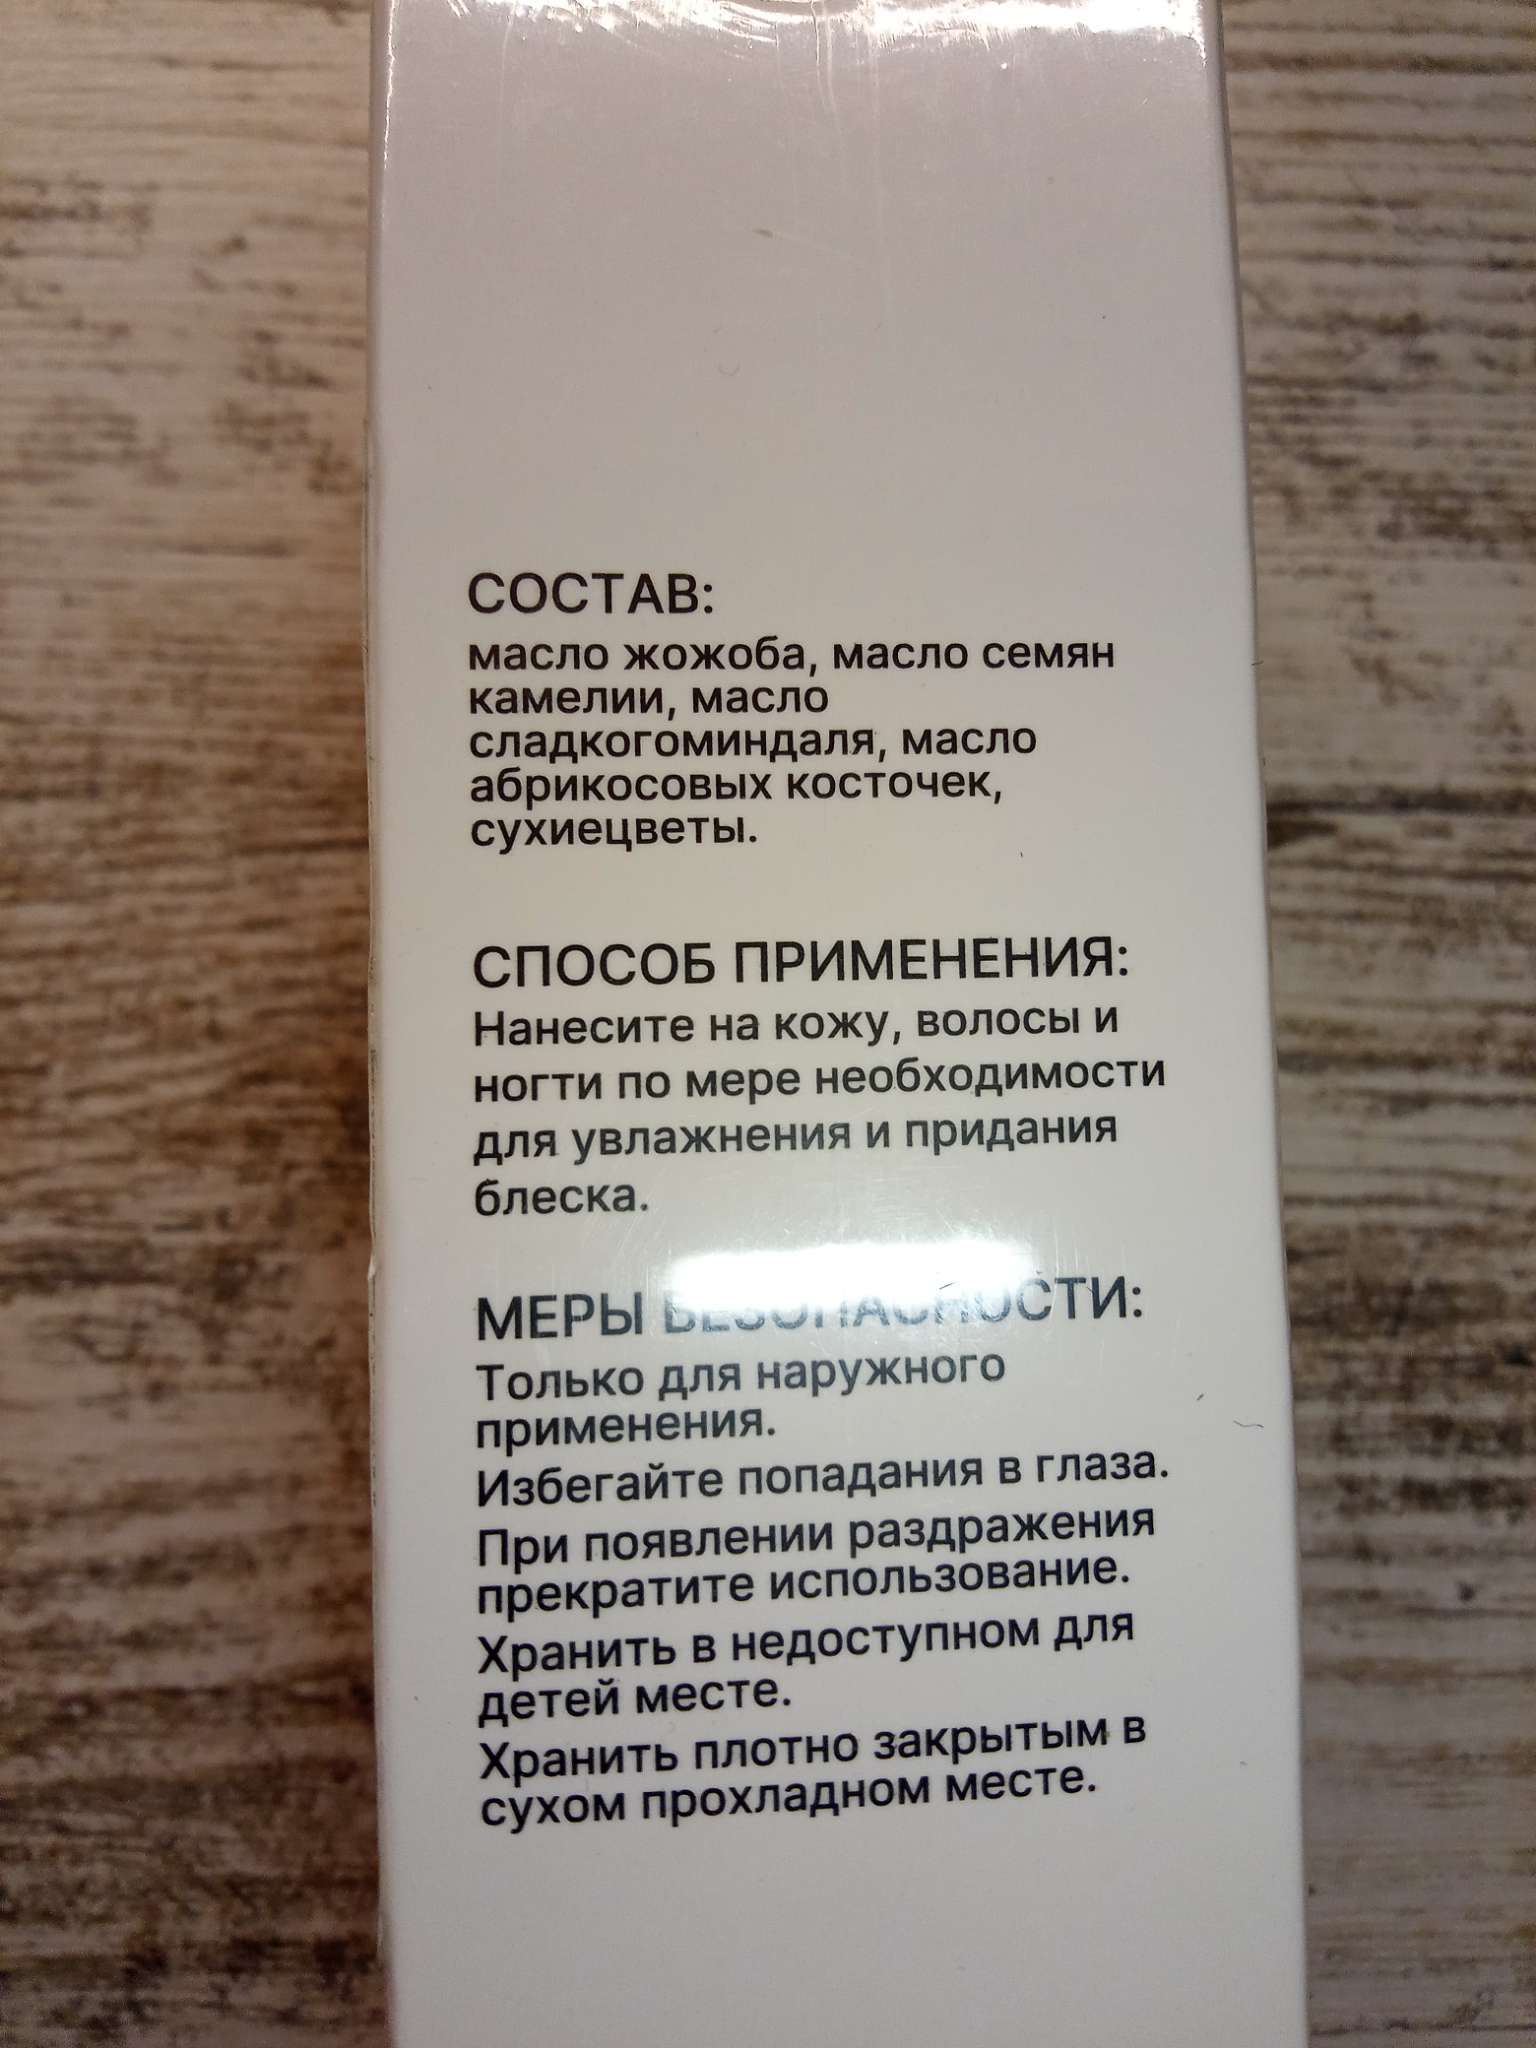 СОСТАВ:
масло жожоба, масло семян
камелии, масло
сладкогоминдаля, масло
абрикосовых косточек,
сухиецветы.
СПОСОБ ПРИМЕНЕНИЯ:
Нанесите на кожу, волосы и
ногти по мере необходимости
для увлажнения и придания
блеска.
МЕРЫ БЕЗОПАСНОСТИ:
Только для наружного
применения.
Избегайте попадания в глаза.
При появлении раздражения
прекратите использование.
Хранить в недоступном для
детей месте.
Хранить плотно закрытым в
сухом прохладном месте.